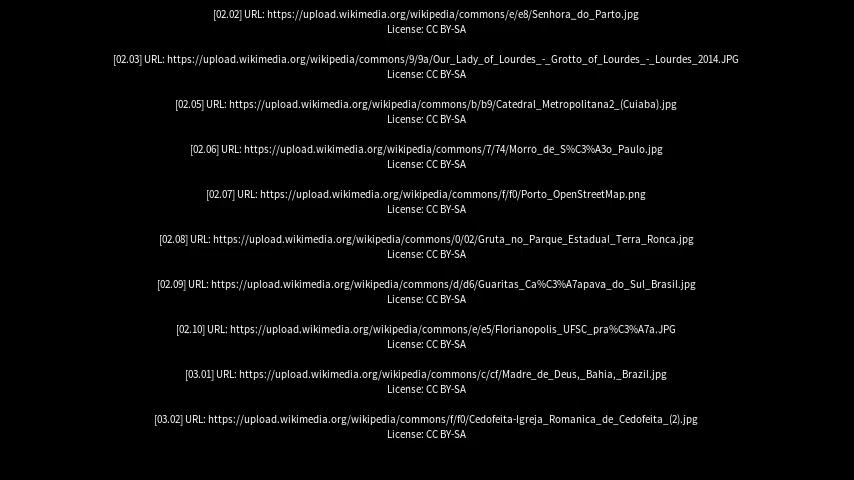 [02.02] URL: https://upload.wikimedia.org/wikipedia/commons/e/e8/Senhora_do_Parto.jpg
License: CC BY-SA
[02.03] URL: https://upload.wikimedia.org/wikipedia/commons/9/9a/Our_Lady_of_Lourdes_-_Grotto_of_Lourdes_-_Lourdes_2014.JPG
License: CC BY-SA
[02.05] URL: https://upload.wikimedia.org/wikipedia/commons/b/b9/Catedral_Metropolitana2_(Cuiaba).jpg
License: CC BY-SA
[02.06] URL: https://upload.wikimedia.org/wikipedia/commons/7/74/Morro_de_S%C3%A3o_Paulo.jpg
License: CC BY-SA
[02.07] URL: https://upload.wikimedia.org/wikipedia/commons/f/f0/Porto_OpenStreetMap.png
License: CC BY-SA
[02.08] URL: https://upload.wikimedia.org/wikipedia/commons/0/02/Gruta_no_Parque_Estadual_Terra_Ronca.jpg
License: CC BY-SA
[02.09] URL: https://upload.wikimedia.org/wikipedia/commons/d/d6/Guaritas_Ca%C3%A7apava_do_Sul_Brasil.jpg
License: CC BY-SA
[02.10] URL: https://upload.wikimedia.org/wikipedia/commons/e/e5/Florianopolis_UFSC_pra%C3%A7a.JPG
License: CC BY-SA
[03.01] URL: https://upload.wikimedia.org/wikipedia/commons/c/cf/Madre_de_Deus,_Bahia,_Brazil.jpg
License: CC BY-SA
[03.02] URL: https://upload.wikimedia.org/wikipedia/commons/f/f0/Cedofeita-Igreja_Romanica_de_Cedofeita_(2).jpg
License: CC BY-SA